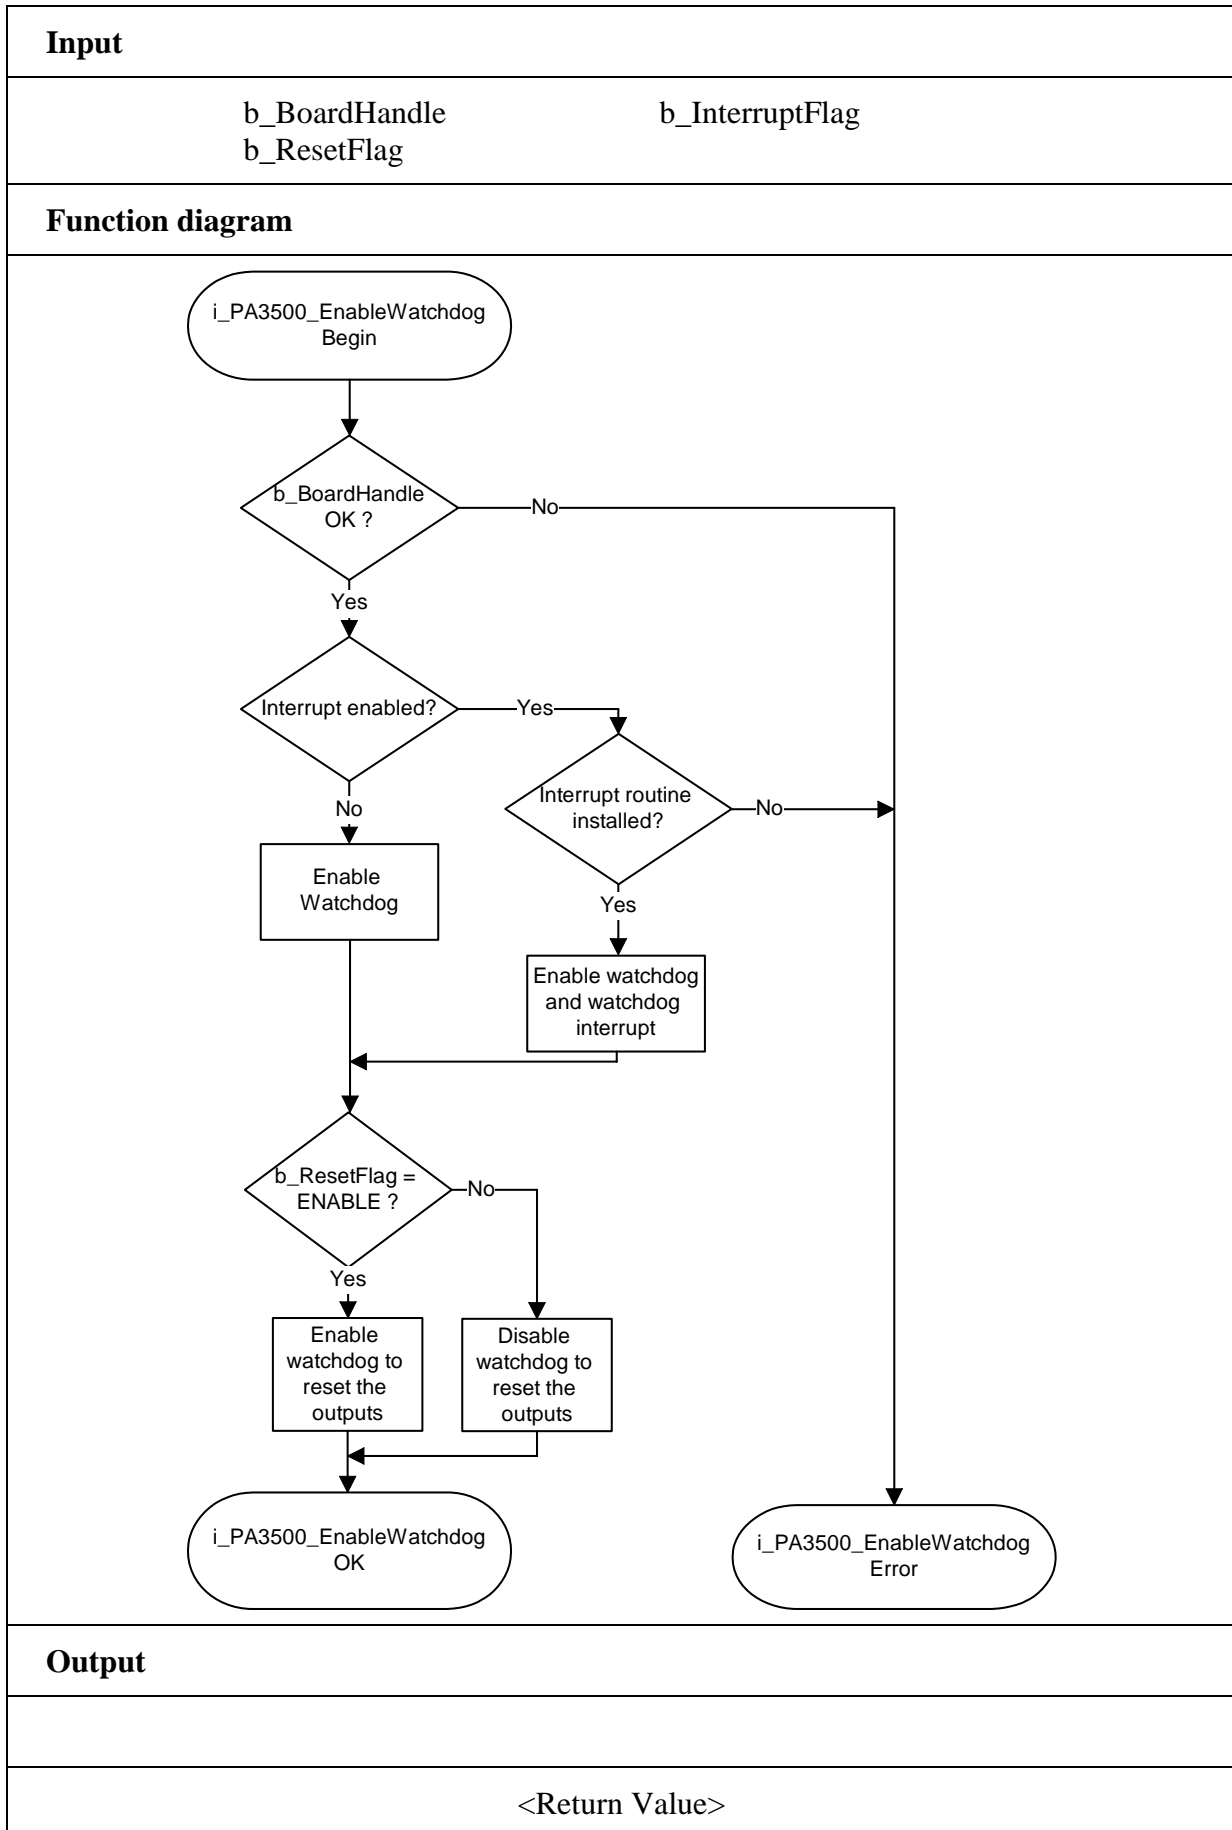 Input
b_BoardHandle b_InterruptFlag
b_ResetFlag
Function diagram
i_PA3500_EnableWatchdog
Begin
b_BoardHandle
OK ?
No
Yes
Interrupt enabled?
Yes
No
Interrupt routine
installed?
No
Yes
Enable
Watchdog
Enable watchdog
and watchdog
interrupt
b_ResetFlag =
ENABLE ?
No
Yes
Enable
watchdog to
reset the
outputs
Disable
watchdog to
reset the
outputs
i_PA3500_EnableWatchdog
OK
i_PA3500_EnableWatchdog
Error
Output
<Return Value>